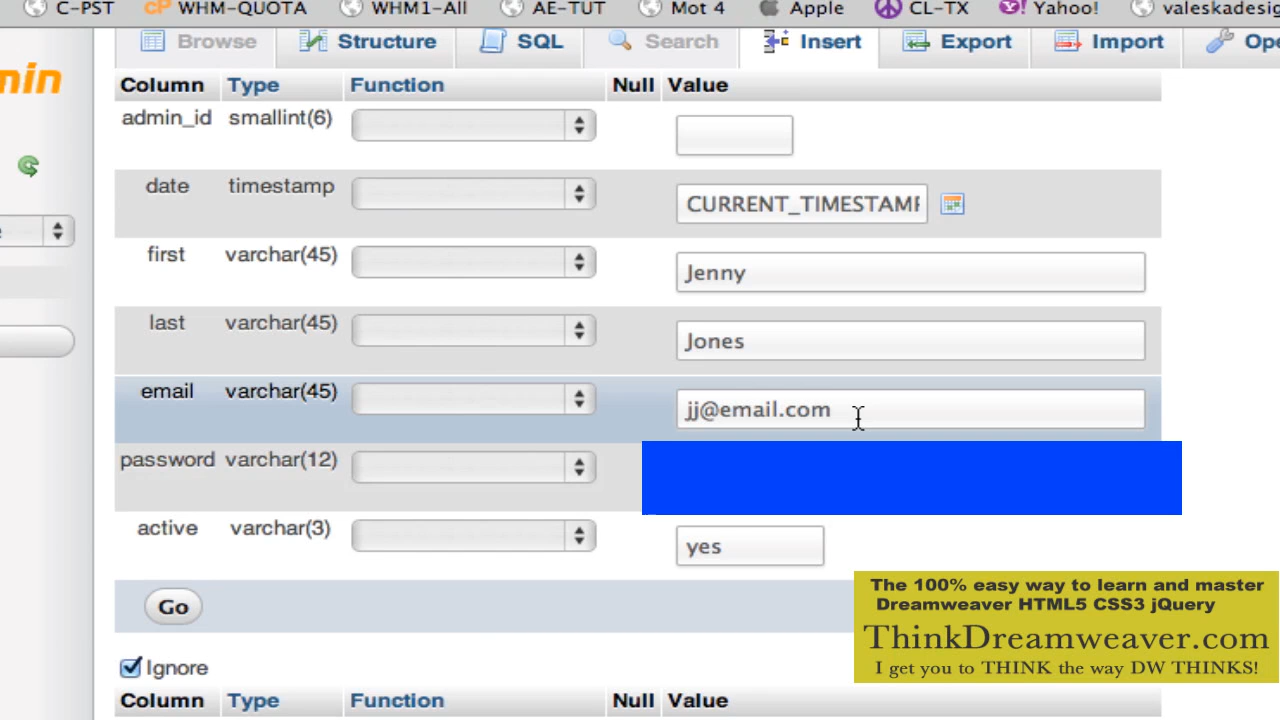 C-PST WHM-QUOTA WHM1-All AE-TUT Mot 4 Apple CL-TX Yahoo! valeskadesig
Browse Structure SQL Search Insert Export Import Ope
min
Column Type Function Null Value
admin_id smallint(6)
date timestamp CURRENT_TIMESTAMP
first varchar(45) Jenny
last varchar(45) Jones
email varchar(45) jj@email.com
password varchar(12)
active varchar(3) yes
Go
The 100% easy way to learn and master
Dreamweaver HTML5 CSS3 jQuery
ThinkDreamweaver.com
I get you to THINK the way DW THINKS!
Ignore
Column Type Function Null Value